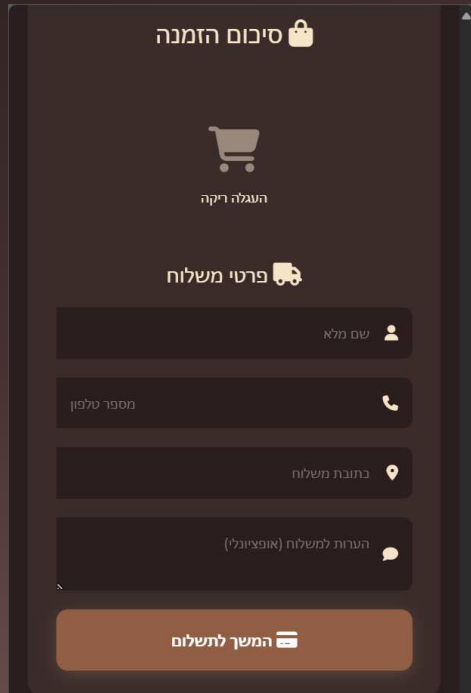 סיכום הזמנה
העגלה ריקה
פרטי משלוח
שם מלא
מספר טלפון
כתובת משלוח
הערות למשלוח (אופציונלי)
המשך לתשלום